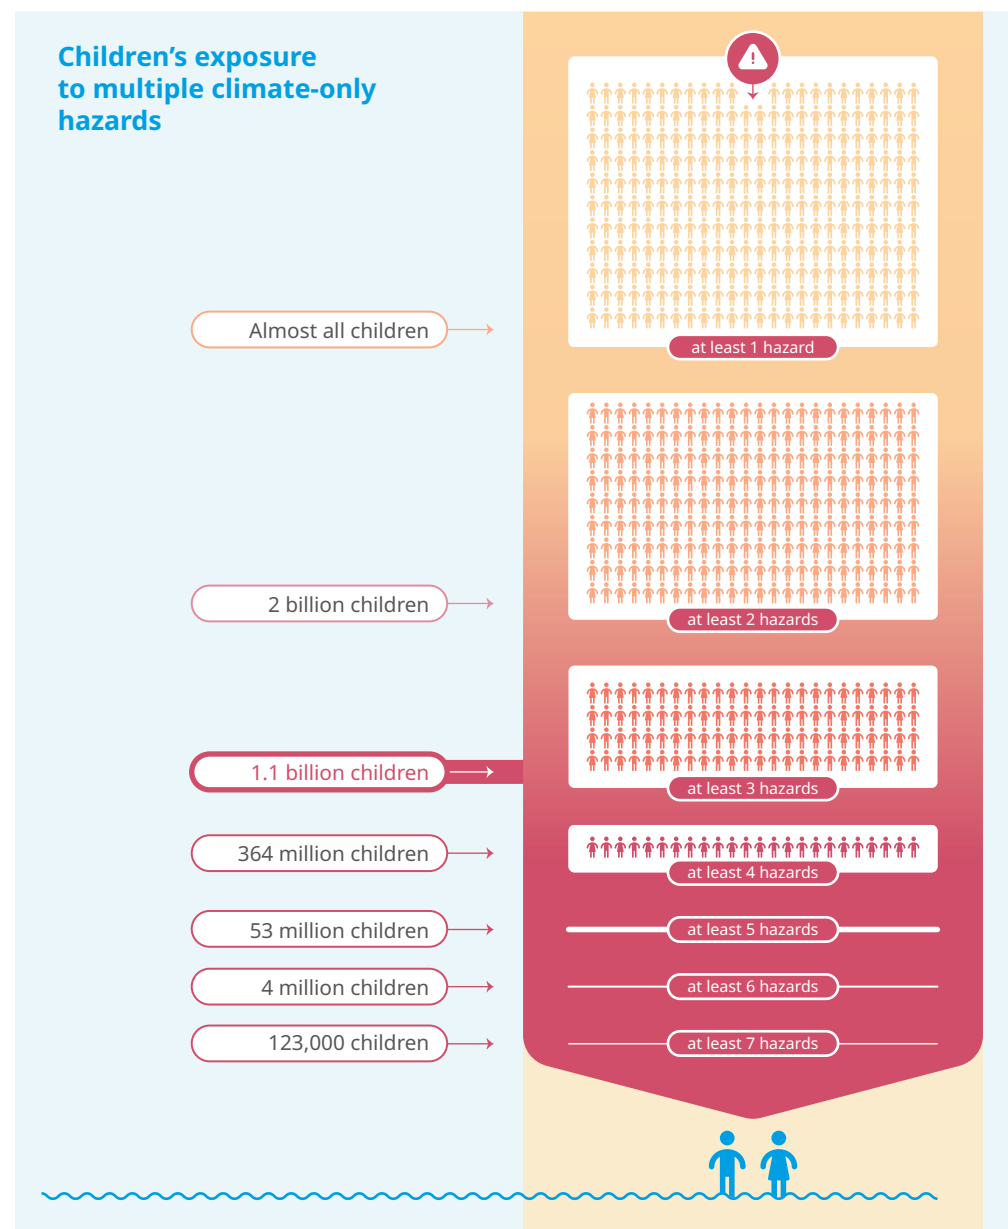 Children's exposure
to multiple climate-only
hazards
Almost all children
at least 1 hazard
2 billion children
at least 2 hazards
1.1 billion children
at least 3 hazards
364 million children
at least 4 hazards
53 million children
at least 5 hazards
4 million children
at least 6 hazards
123,000 children
at least 7 hazards